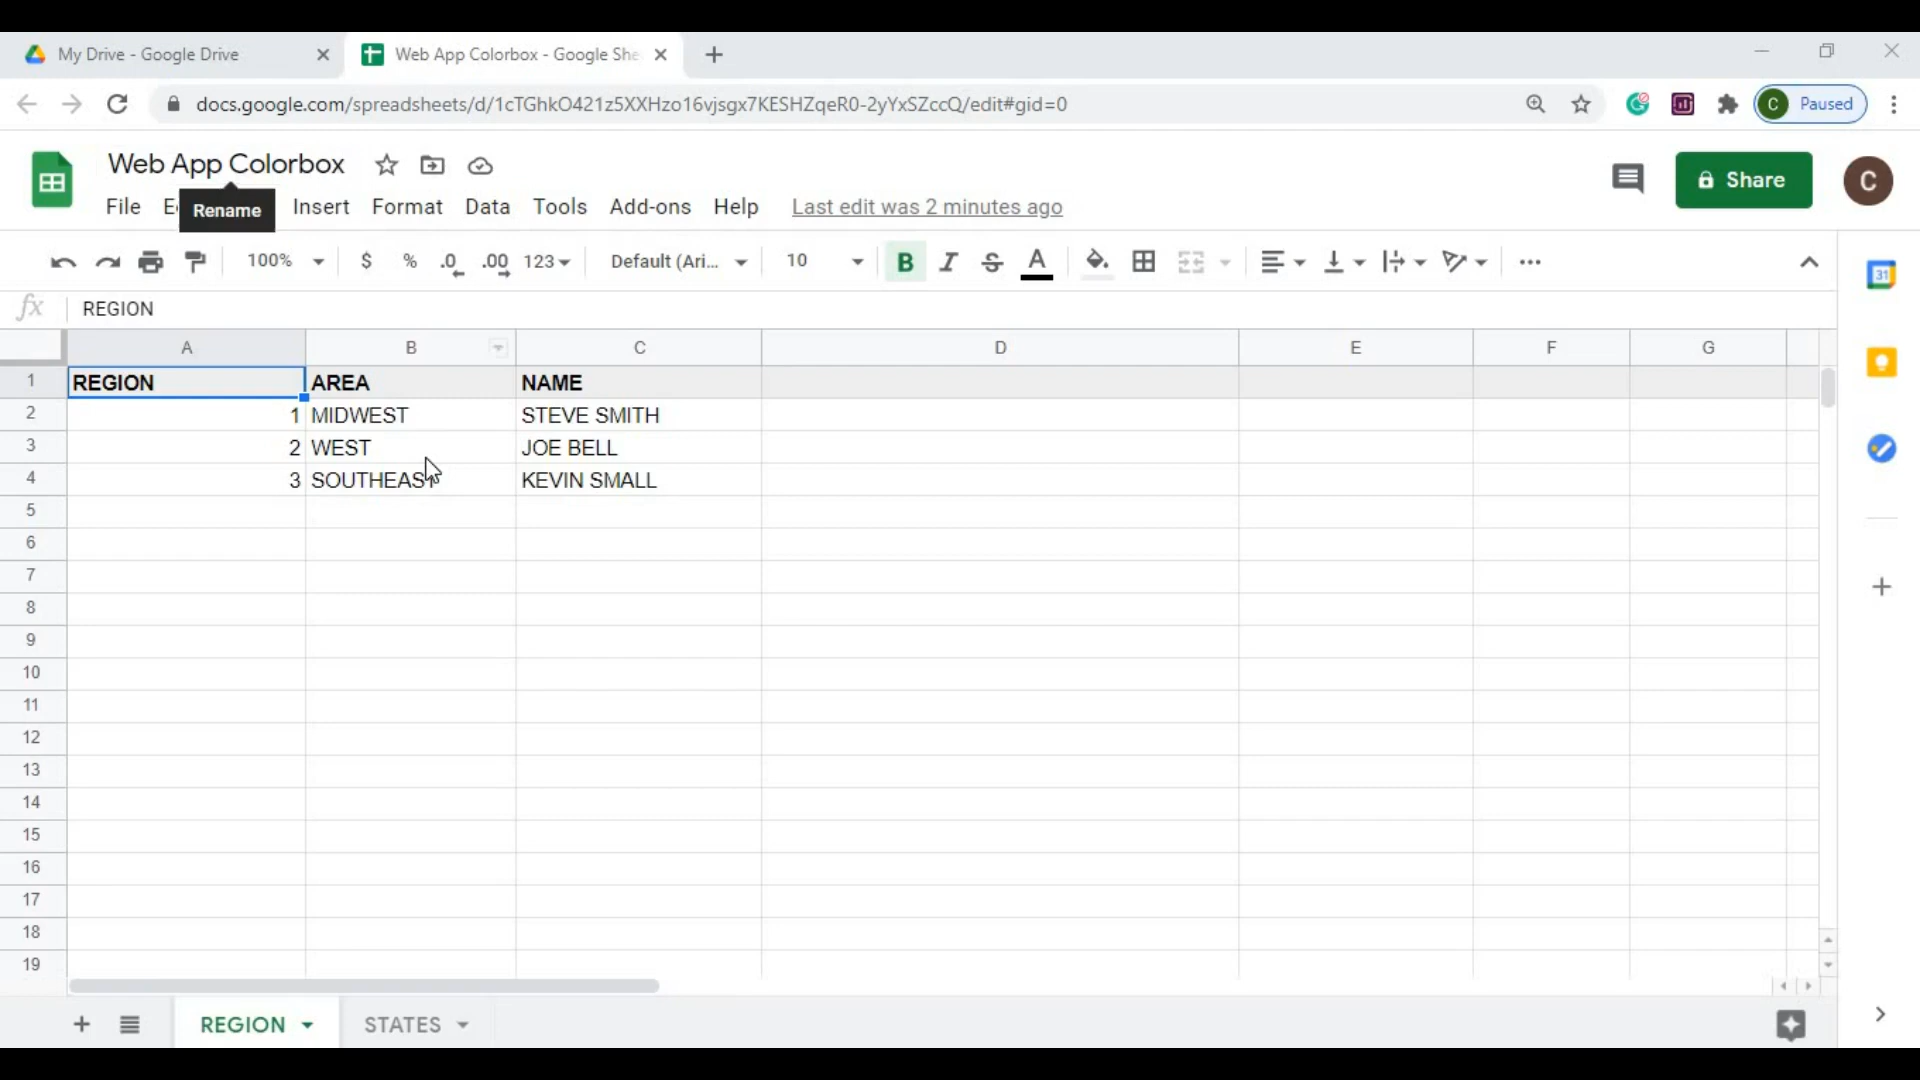 My Drive - Google Drive
Web App Colorbox - Google She
docs.google.com/spreadsheets/d/1cTGhkO421z5XXHzo16vjsgx7KESHZqeR0-2yYxSZccQ/edit#gid=0
C Paused
Web App Colorbox
Share
C
File E Insert Format Data Tools Add-ons Help Last edit was 2 minutes ago
Rename
100% $ % .0 .00 123 Default (Ari... 10 B I S A
31
fx REGION
A B C D E F G
1 REGION AREA NAME
2 1 MIDWEST STEVE SMITH
3 2 WEST JOE BELL
4 3 SOUTHEAST KEVIN SMALL
5
6
7
8
9
10
11
12
13
14
15
16
17
18
19
REGION STATES